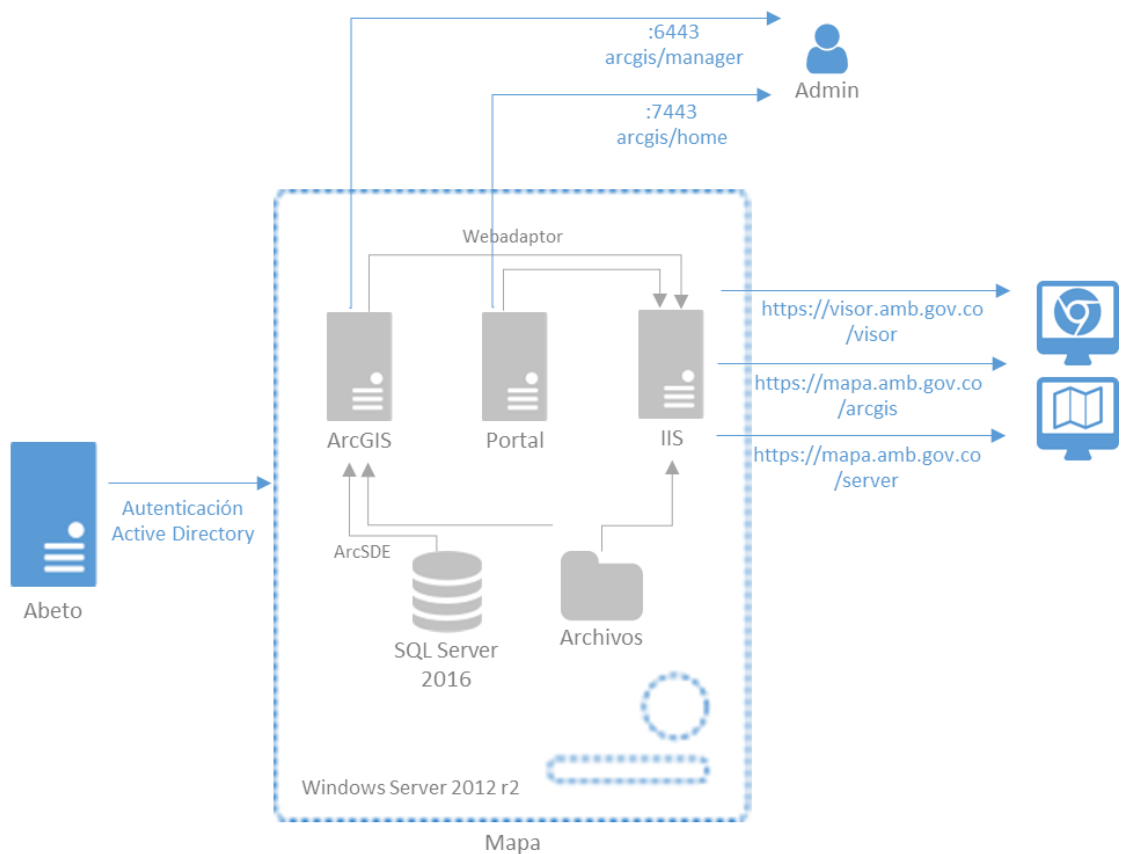 :6443
arcgis/manager
Admin
:7443
arcgis/home
Webadaptor
https://visor.amb.gov.co
/visor
https://mapa.amb.gov.co
/arcgis
ArcGIS
Portal
IIS
https://mapa.amb.gov.co
/server
Autenticación
Active Directory
ArcSDE
Abeto
SQL Server
2016
Archivos
Windows Server 2012 r2
Mapa